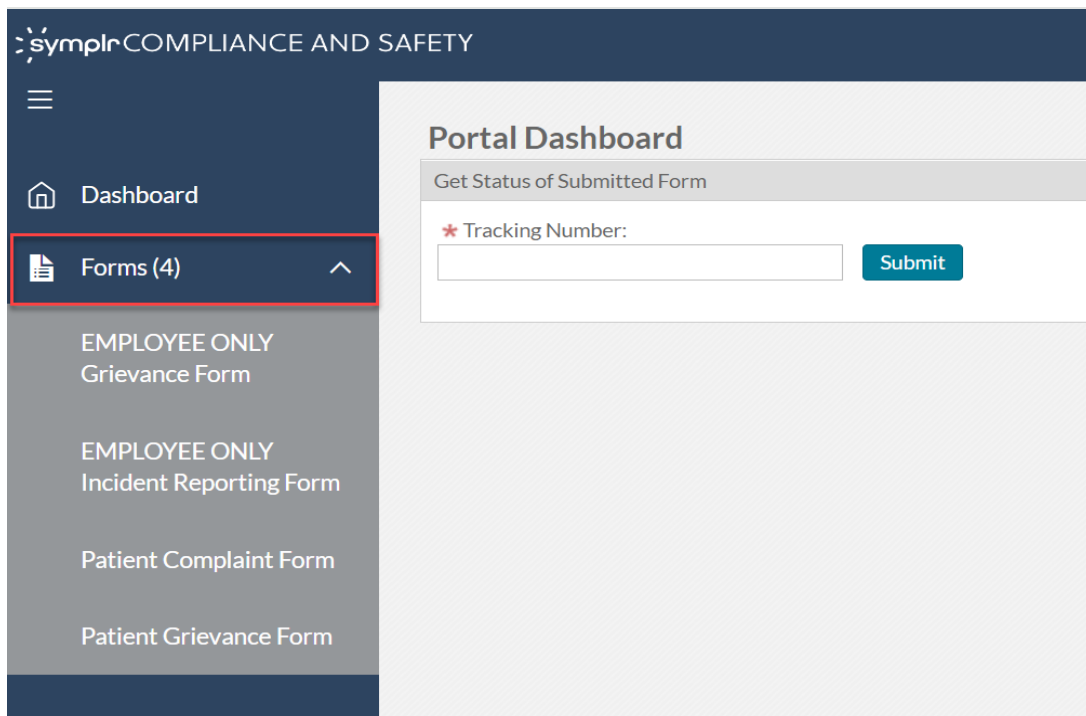 symplr COMPLIANCE AND SAFETY
Portal Dashboard
Get Status of Submitted Form
* Tracking Number:
Submit
Dashboard
Forms (4)
EMPLOYEE ONLY
Grievance Form
EMPLOYEE ONLY
Incident Reporting Form
Patient Complaint Form
Patient Grievance Form